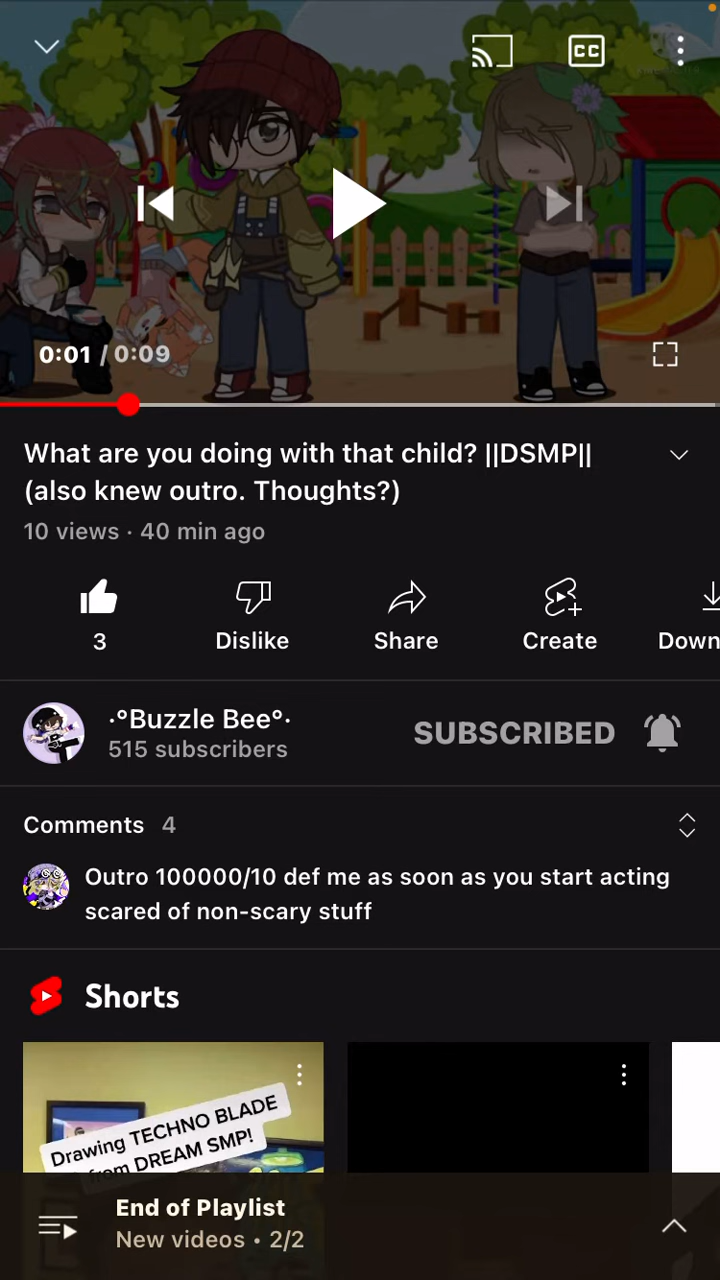 CC
0:01 / 0:09
What are you doing with that child? ||DSMP||
(also knew outro. Thoughts?)
10 views · 40 min ago
3
Dislike
Share
Create
Down
·°Buzzle Bee°·
515 subscribers
SUBSCRIBED
Comments 4
Outro 100000/10 def me as soon as you start acting
scared of non-scary stuff
Shorts
Drawing TECHNO BLADE
from DREAM SMP!
End of Playlist
New videos • 2/2